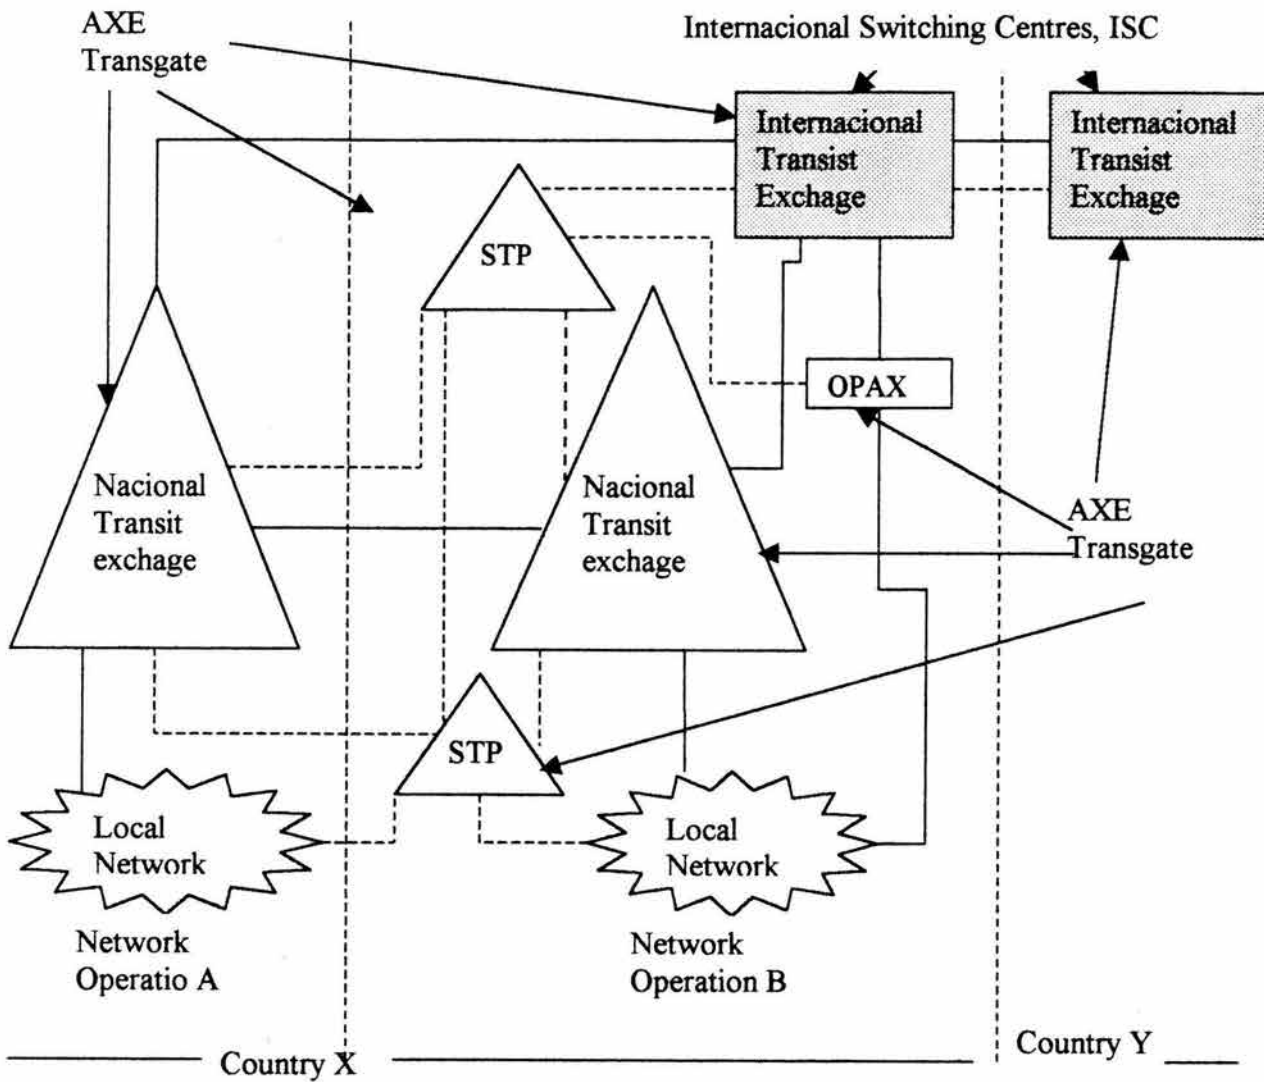 AXE
Transgate
Internacional Switching Centres, ISC
Internacional
Transist
Exchage
Internacional
Transist
Exchage
STP
OPAX
Nacional
Transit
exchage
Nacional
Transit
exchage
AXE
Transgate
STP
Local
Network
Local
Network
Network
Operatio A
Network
Operation B
Country X
Country Y